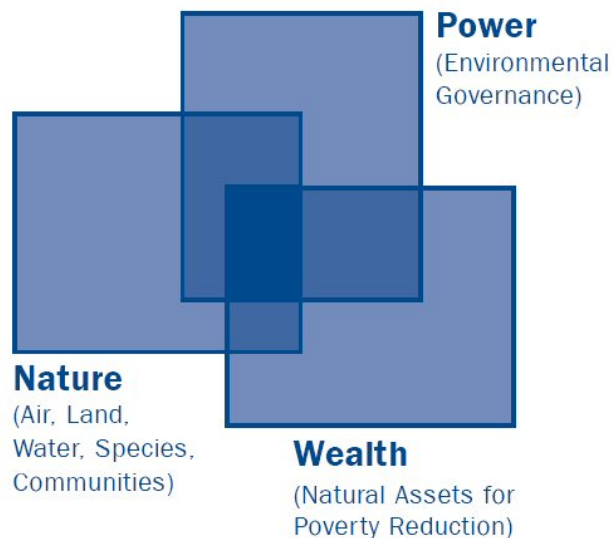 Power
(Environmental
Governance)
Nature
(Air, Land,
Water, Species,
Communities)
Wealth
(Natural Assets for
Poverty Reduction)